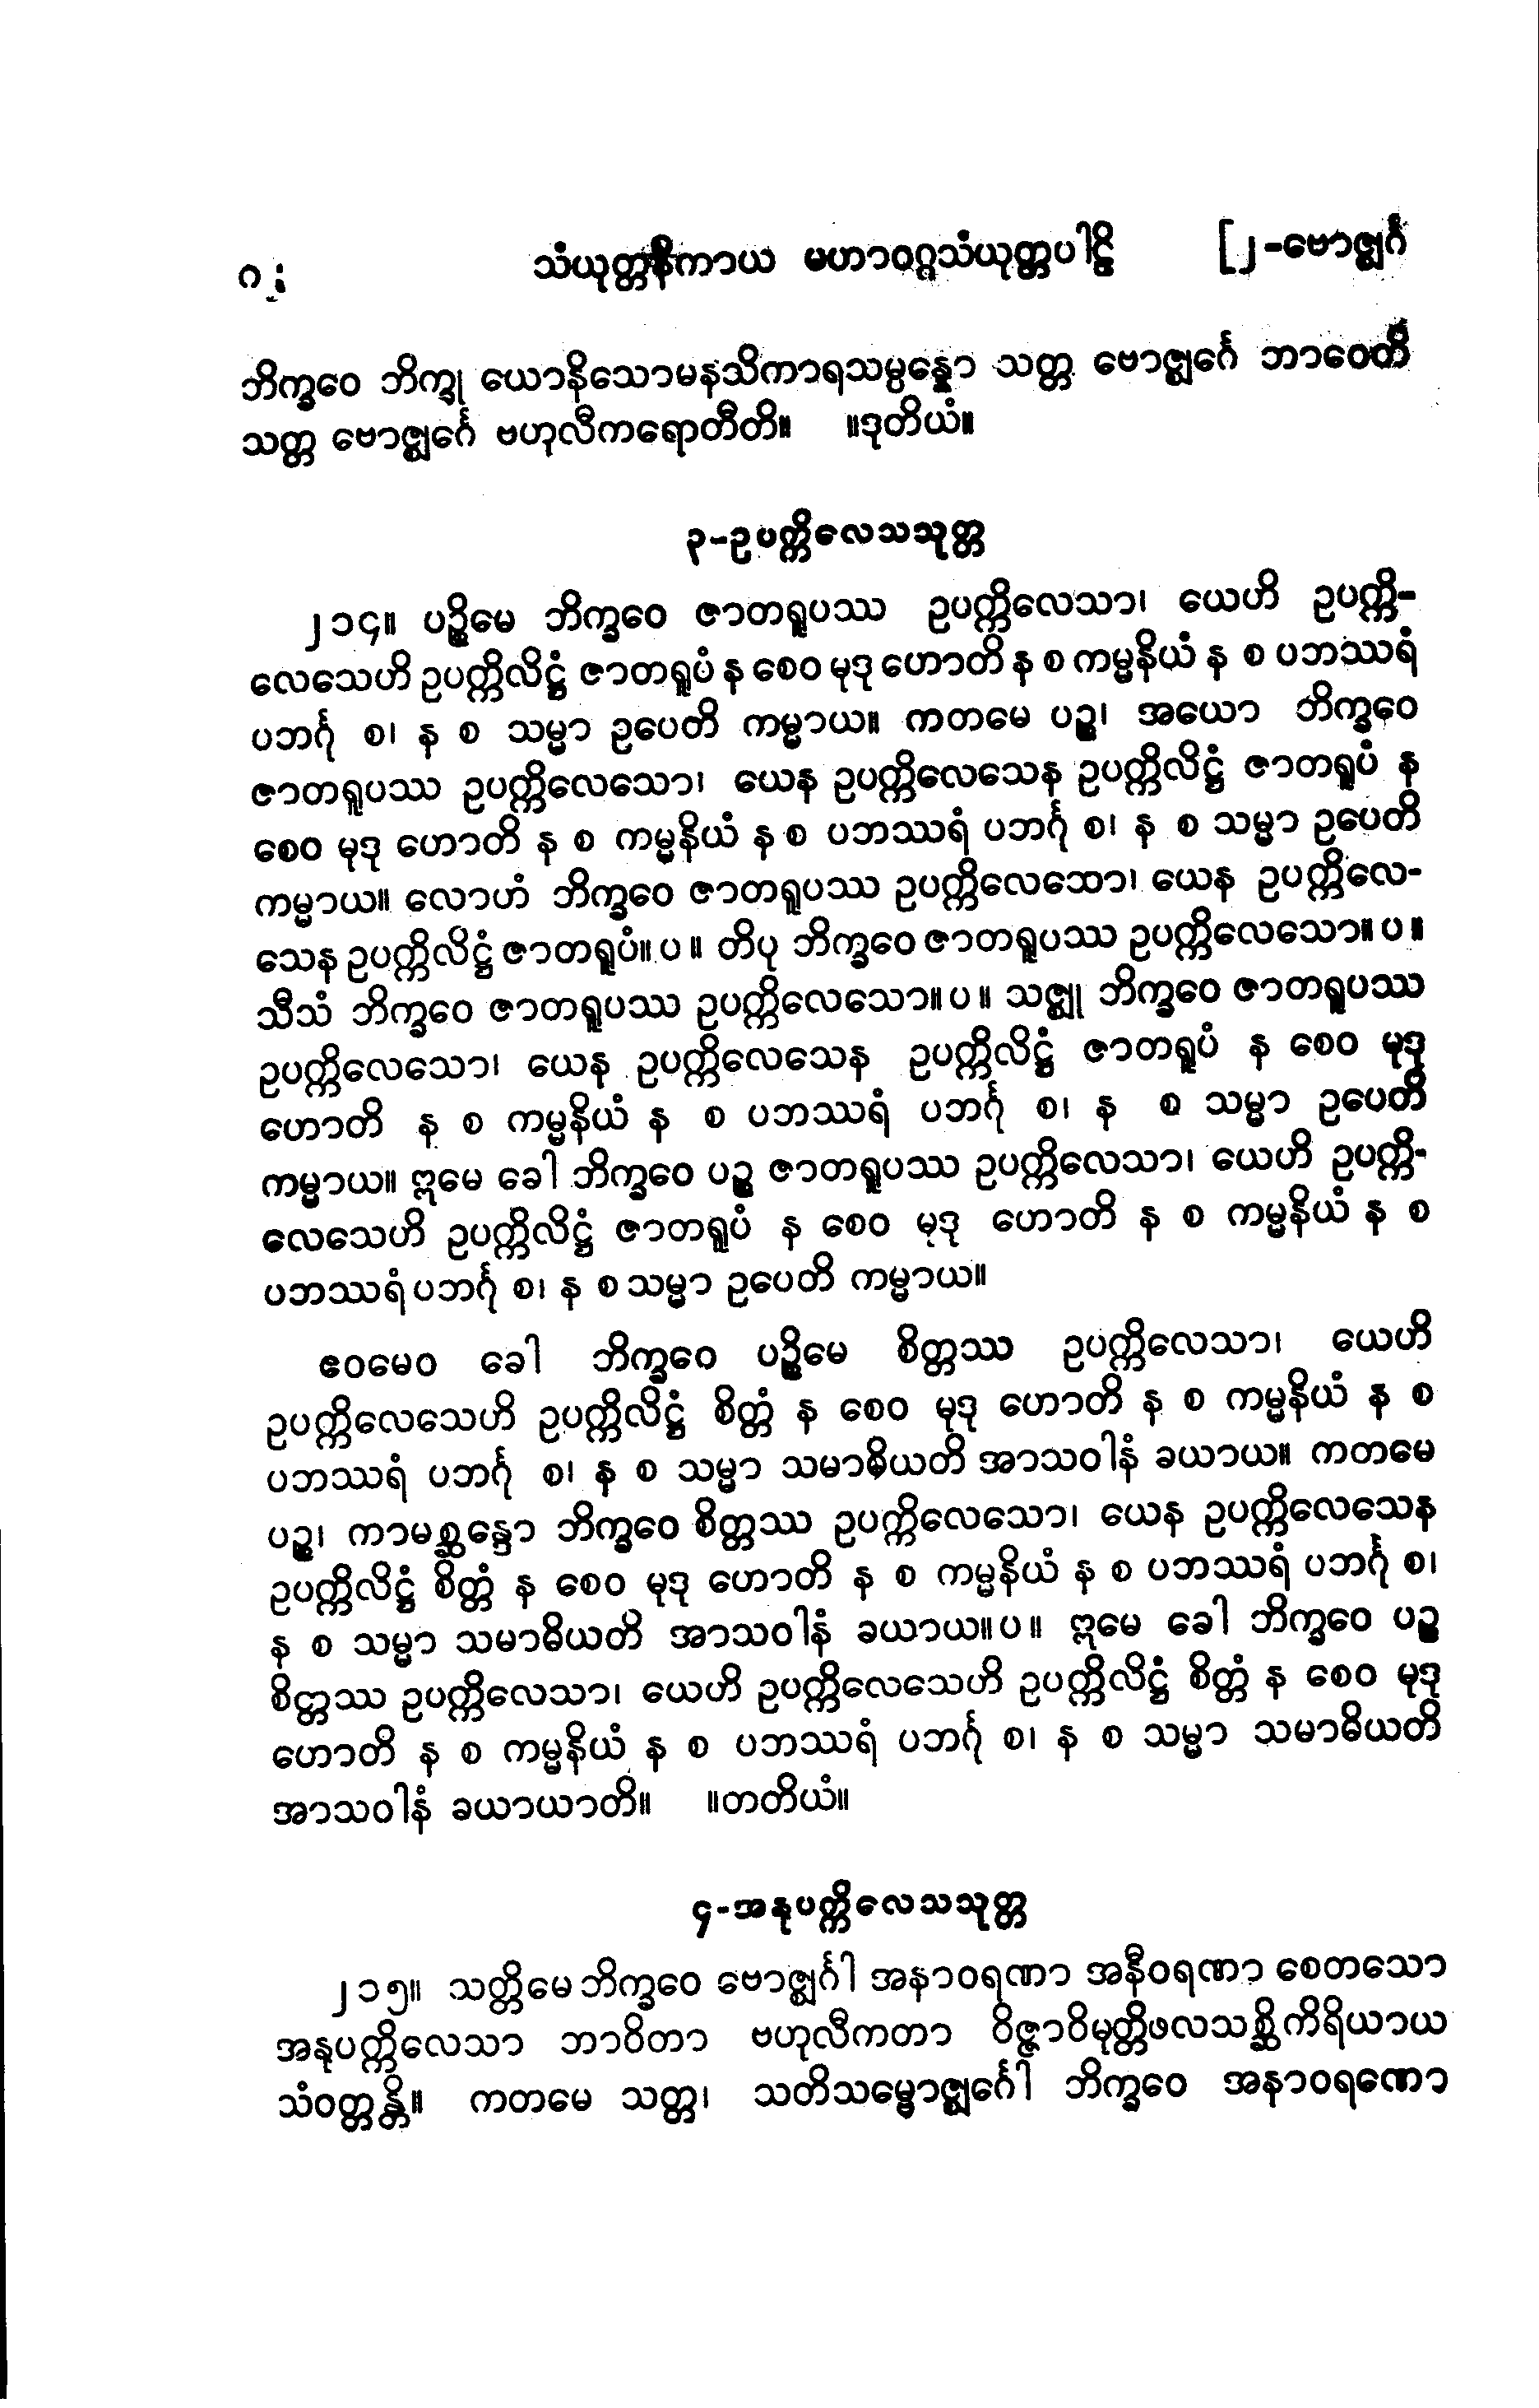 သံယုတ္တနိကာယ မဟာဝဂ္ဂသံယုတ္တပါဠိ [၂-ဗောဇ္ဈင်္ဂ
ဘိက္ခဝေ ဘိက္ခု ယောနိသောမနသိကာရသမ္ပန္နော သတ္တ ဗောဇ္ဈင်္ဂေ ဘာဝေတိ
သတ္တ ဗောဇ္ဈင်္ဂေ ဗဟုလီကရောတီတိ။ ။ဒုတိယံ။
၃-ဥပက္ကိလေသသုတ္တ
၂၁၄။ ပဉ္စိမေ ဘိက္ခဝေ ဇာတရူပဿ ဥပက္ကိလေသာ၊ ယေဟိ ဥပက္ကိ-
လေသေဟိ ဥပက္ကိလိဋ္ဌံ ဇာတရူပံ န စေဝ မုဒု ဟောတိ န စ ကမ္မနိယံ န စ ပဘဿရံ
ပဘင်္ဂု စ၊ န စ သမ္မာ ဥပေတိ ကမ္မာယ။ ကတမေ ပဉ္စ၊ အယော ဘိက္ခဝေ
ဇာတရူပဿ ဥပက္ကိလေသော၊ ယေန ဥပက္ကိလေသေန ဥပက္ကိလိဋ္ဌံ ဇာတရူပံ န
စေဝ မုဒု ဟောတိ န စ ကမ္မနိယံ န စ ပဘဿရံ ပဘင်္ဂု စ၊ န စ သမ္မာ ဥပေတိ
ကမ္မာယ။ လောဟံ ဘိက္ခဝေ ဇာတရူပဿ ဥပက္ကိလေသော၊ ယေန ဥပက္ကိလေ-
သေန ဥပက္ကိလိဋ္ဌံ ဇာတရူပံ။ ပ ။ တိပု ဘိက္ခဝေ ဇာတရူပဿ ဥပက္ကိလေသော။ ပ ။
သီသံ ဘိက္ခဝေ ဇာတရူပဿ ဥပက္ကိလေသော။ ပ ။ သဇ္ဈု ဘိက္ခဝေ ဇာတရူပဿ
ဥပက္ကိလေသော၊ ယေန ဥပက္ကိလေသေန ဥပက္ကိလိဋ္ဌံ ဇာတရူပံ န စေဝ မုဒု
ဟောတိ န စ ကမ္မနိယံ န စ ပဘဿရံ ပဘင်္ဂု စ၊ န စ သမ္မာ ဥပေတိ
ကမ္မာယ။ ဣမေ ခေါ ဘိက္ခဝေ ပဉ္စ ဇာတရူပဿ ဥပက္ကိလေသာ၊ ယေဟိ ဥပက္ကိ-
လေသေဟိ ဥပက္ကိလိဋ္ဌံ ဇာတရူပံ န စေဝ မုဒု ဟောတိ န စ ကမ္မနိယံ န စ
ပဘဿရံ ပဘင်္ဂု စ၊ န စ သမ္မာ ဥပေတိ ကမ္မာယ။
ဧဝမေဝ ခေါ ဘိက္ခဝေ ပဉ္စိမေ စိတ္တဿ ဥပက္ကိလေသာ၊ ယေဟိ
ဥပက္ကိလေသေဟိ ဥပက္ကိလိဋ္ဌံ စိတ္တံ န စေဝ မုဒု ဟောတိ န စ ကမ္မနိယံ န စ
ပဘဿရံ ပဘင်္ဂု စ၊ န စ သမ္မာ သမာဓိယတိ အာသဝါနံ ခယာယ။ ကတမေ
ပဉ္စ၊ ကာမစ္ဆန္ဒော ဘိက္ခဝေ စိတ္တဿ ဥပက္ကိလေသော၊ ယေန ဥပက္ကိလေသေန
ဥပက္ကိလိဋ္ဌံ စိတ္တံ န စေဝ မုဒု ဟောတိ န စ ကမ္မနိယံ န စ ပဘဿရံ ပဘင်္ဂု စ၊
န စ သမ္မာ သမာဓိယတိ အာသဝါနံ ခယာယ။ ပ ။ ဣမေ ခေါ ဘိက္ခဝေ ပဉ္စ
စိတ္တဿ ဥပက္ကိလေသာ၊ ယေဟိ ဥပက္ကိလေသေဟိ ဥပက္ကိလိဋ္ဌံ စိတ္တံ န စေဝ မုဒု
ဟောတိ န စ ကမ္မနိယံ န စ ပဘဿရံ ပဘင်္ဂု စ၊ န စ သမ္မာ သမာဓိယတိ
အာသဝါနံ ခယာယာတိ။ ။တတိယံ။
၄-အနုပက္ကိလေသသုတ္တ
၂၁၅။ သတ္တိမေ ဘိက္ခဝေ ဗောဇ္ဈင်္ဂါ အနာဝရဏာ အနီဝရဏာ စေတသော
အနုပက္ကိလေသာ ဘာဝိတာ ဗဟုလီကတာ ဝိဇ္ဇာဝိမုတ္တိဖလသစ္ဆိကိရိယာယ
သံဝတ္တန္တိ။ ကတမေ သတ္တ၊ သတိသမ္ဗောဇ္ဈင်္ဂေါ ဘိက္ခဝေ အနာဝရဏော